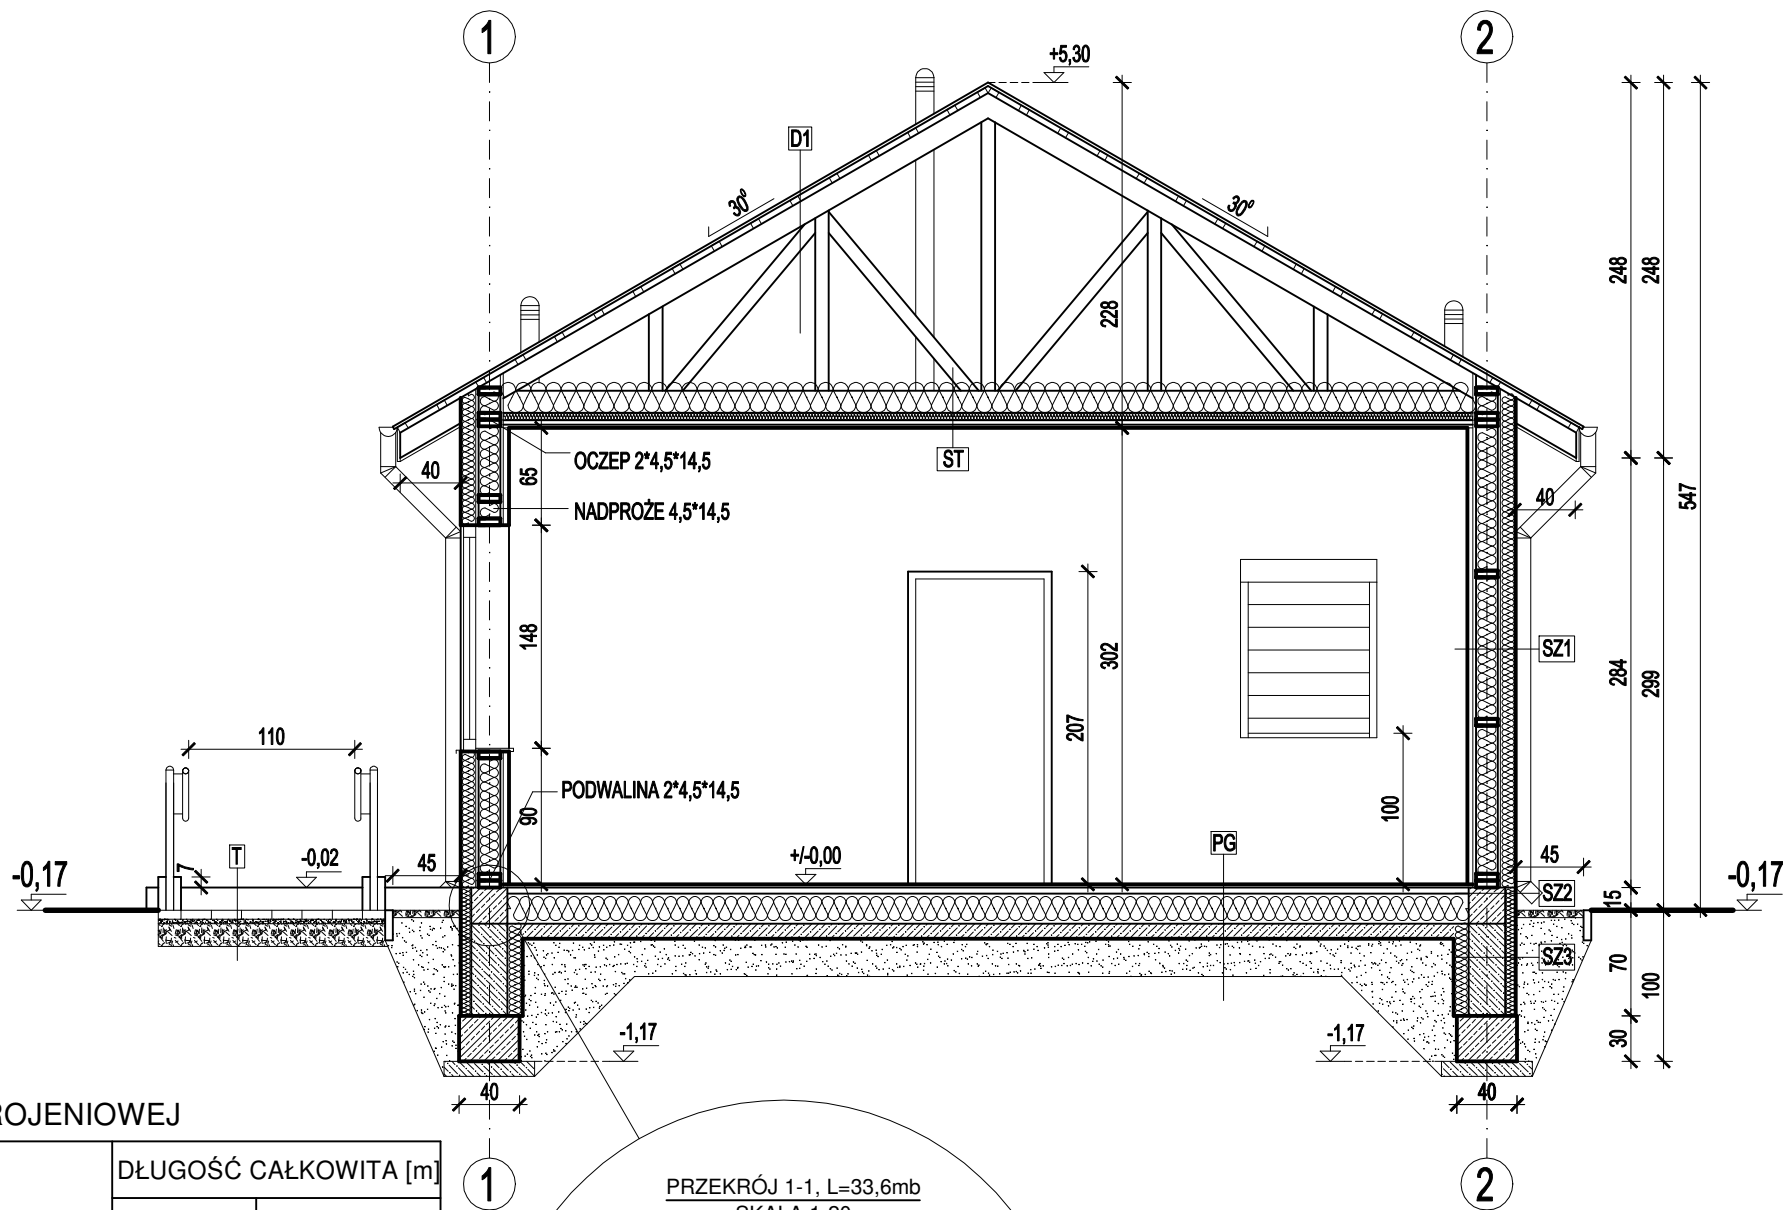 1
2
+5,30
D1
30°
30°
248
248
228
547
OCZEP 2*4,5*14,5
ST
40
65
NADPROŻE 4,5*14,5
40
148
302
SZ1
284
299
207
110
PODWALINA 2*4,5*14,5
90
100
PG
T
7
-0,02
45
+/-0,00
45
-0,17
-0,17
SZ2
15
SZ3
70
100
-1,17
-1,17
30
40
40
ROJENIOWEJ
DŁUGOŚĆ CAŁKOWITA [m]
1
2
PRZEKRÓJ 1-1, L=33,6mb